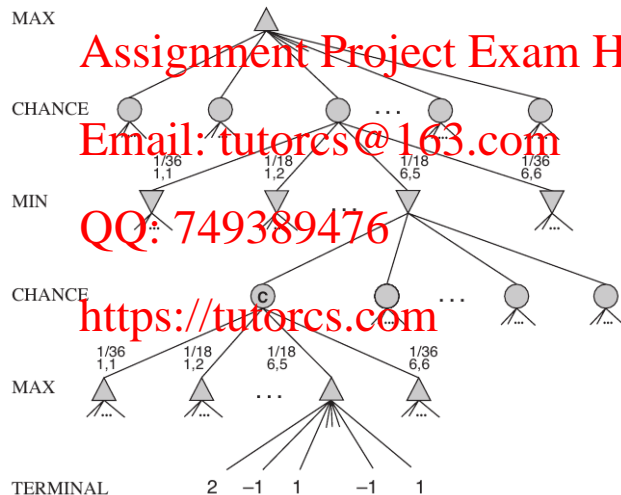 MAX
Assignment Project Exam H
CHANCE
...
Email: tutorcs@163.com
1/36 1/18 1/18 1/36
1,1 1,2 6,5 6,6
MIN
...
QQ: 749389476
CHANCE
C
...
https://tutorcs.com
1/36 1/18 1/18 1/36
1,1 1,2 6,5 6,6
MAX
...
TERMINAL 2 –1 1 –1 1